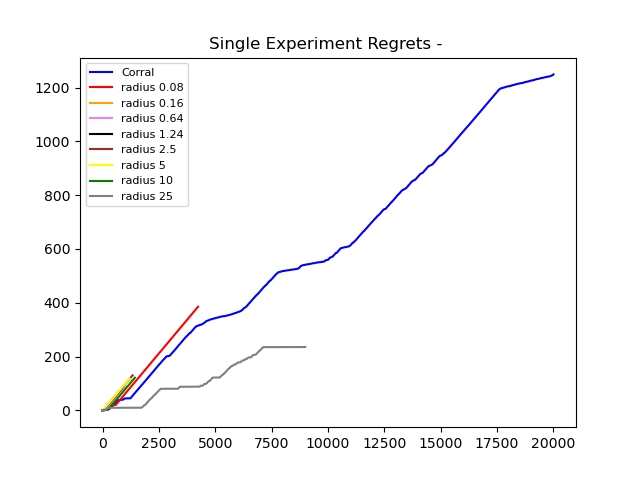 Single Experiment Regrets -
Corral
radius 0.08
radius 0.16
radius 0.64
radius 1.24
radius 2.5
radius 5
radius 10
radius 25
1200
1000
800
600
400
200
0
0 2500 5000 7500 10000 12500 15000 17500 20000